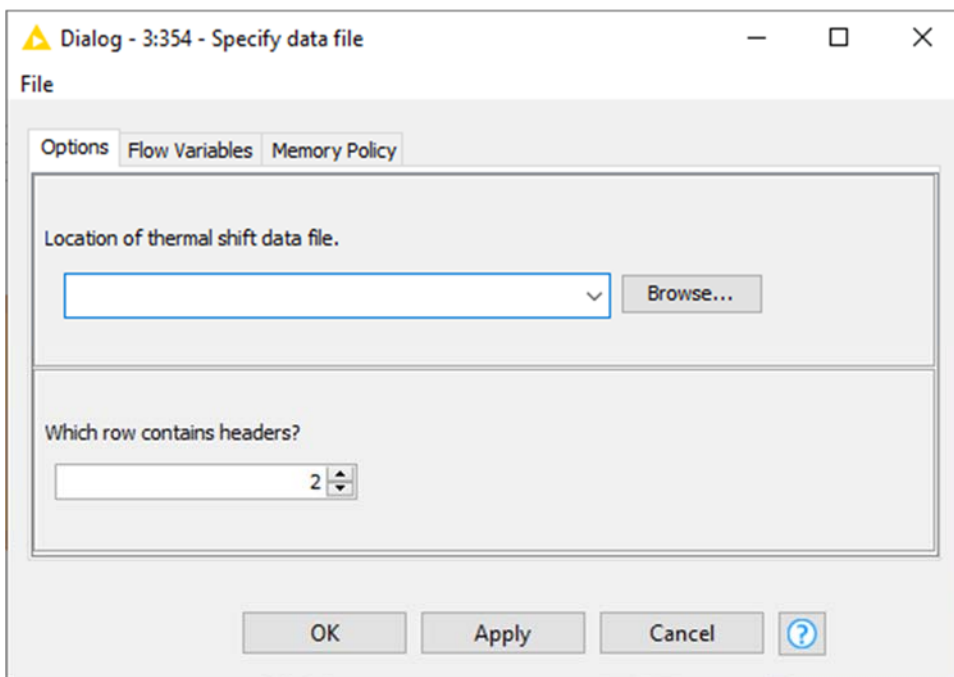 Dialog - 3:354 - Specify data file
File
Options Flow Variables Memory Policy
Location of thermal shift data file.
Browse...
Which row contains headers?
2
OK Apply Cancel ?